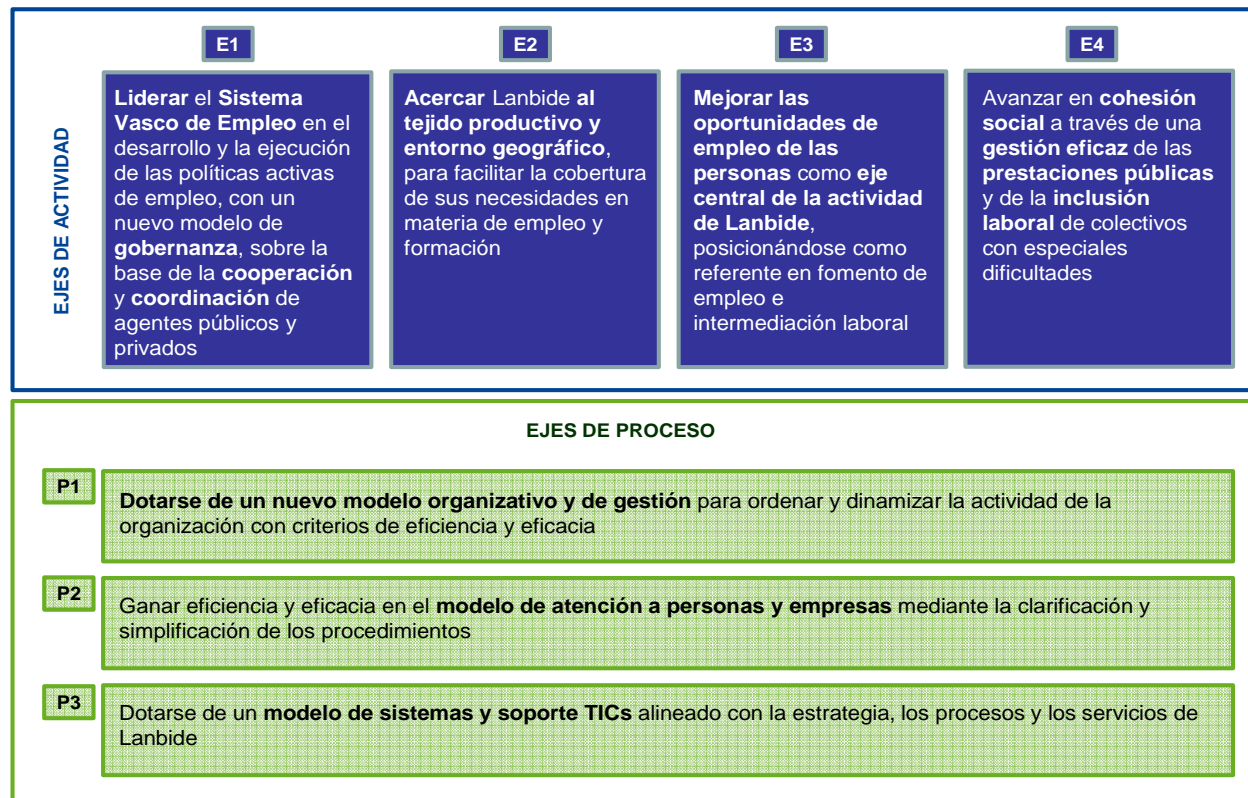 EJES DE ACTIVIDAD
E1
Liderar el Sistema
Vasco de Empleo en el
desarrollo y la ejecución
de las políticas activas
de empleo, con un
nuevo modelo de
gobernanza, sobre la
base de la cooperación
y coordinación de
agentes públicos y
privados
E2
Acercar Lanbide al
tejido productivo y
entorno geográfico,
para facilitar la cobertura
de sus necesidades en
materia de empleo y
formación
E3
Mejorar las
oportunidades de
empleo de las
personas como eje
central de la actividad
de Lanbide,
posicionándose como
referente en fomento de
empleo e
intermediación laboral
E4
Avanzar en cohesión
social a través de una
gestión eficaz de las
prestaciones públicas
y de la inclusión
laboral de colectivos
con especiales
dificultades
EJES DE PROCESO
P1
Dotarse de un nuevo modelo organizativo y de gestión para ordenar y dinamizar la actividad de la
organización con criterios de eficiencia y eficacia
P2
Ganar eficiencia y eficacia en el modelo de atención a personas y empresas mediante la clarificación y
simplificación de los procedimientos
P3
Dotarse de un modelo de sistemas y soporte TICs alineado con la estrategia, los procesos y los servicios de
Lanbide